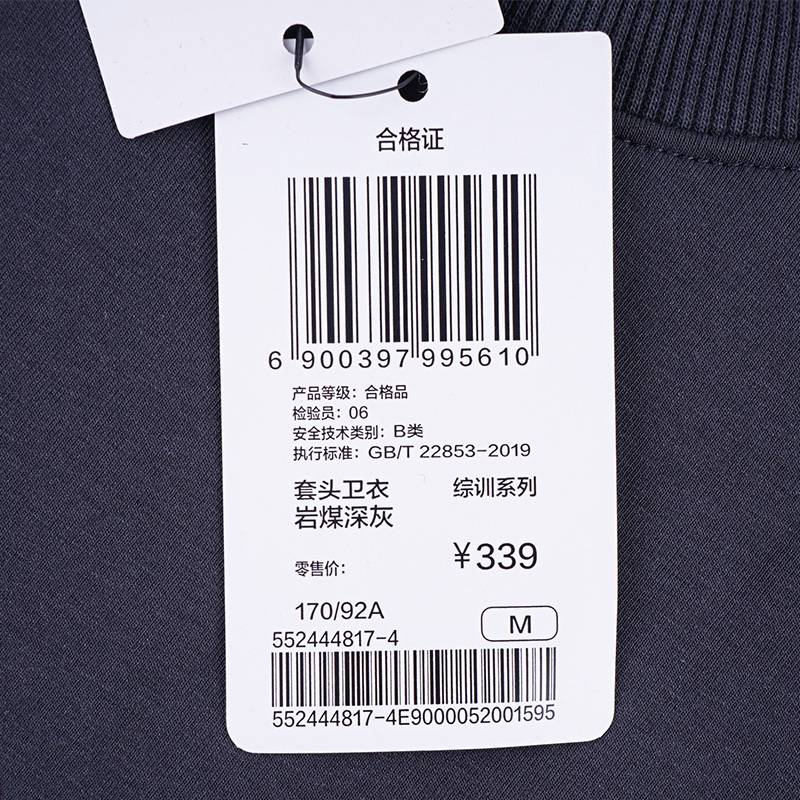 合格证
6 900397 995610
产品等级：合格品
检验员：06
安全技术类别：B类
执行标准：GB/T 22853-2019
套头卫衣 综训系列
岩煤深灰
零售价： ¥339
170/92A
M
552444817-4
552444817-4E9000052001595